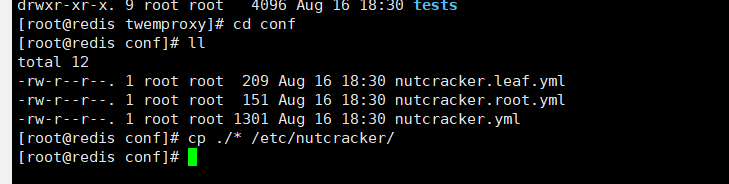 drwxr-xr-x. 9 root root   4096 Aug 16 18:30 tests
[root@redis twemproxy]# cd conf
[root@redis conf]# ll
total 12
-rw-r--r--. 1 root root  209 Aug 16 18:30 nutcracker.leaf.yml
-rw-r--r--. 1 root root  151 Aug 16 18:30 nutcracker.root.yml
-rw-r--r--. 1 root root 1301 Aug 16 18:30 nutcracker.yml
[root@redis conf]# cp ./* /etc/nutcracker/
[root@redis conf]#